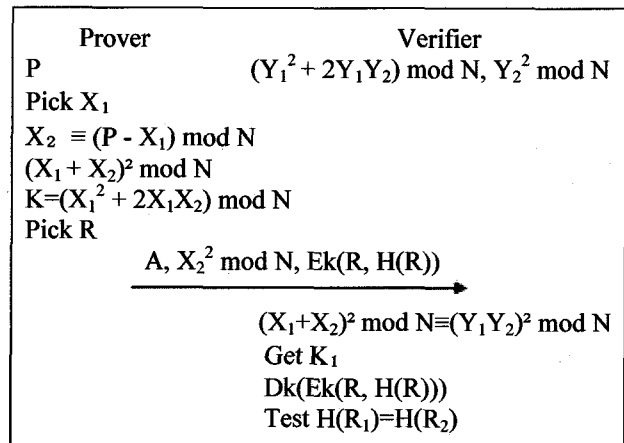 Prover Verifier
P (Y₁² + 2Y₁Y₂) mod N, Y₂² mod N
Pick X₁
X₂ ≡ (P - X₁) mod N
(X₁ + X₂)² mod N
K=(X₁² + 2X₁X₂) mod N
Pick R
A, X₂² mod N, Ek(R, H(R))
(X₁+X₂)² mod N≡(Y₁Y₂)² mod N
Get K₁
Dk(Ek(R, H(R)))
Test H(R₁)=H(R₂)